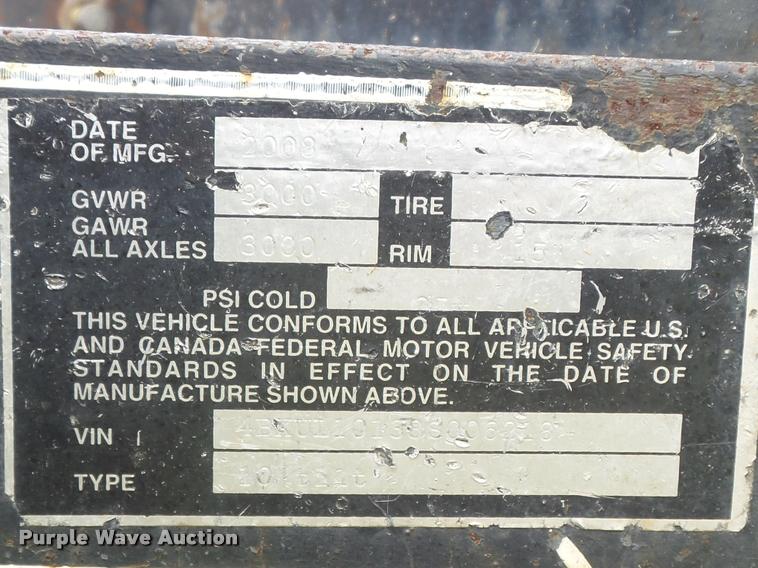 DATE
OF MFG. 2008
GVWR 3000 TIRE
GAWR
ALL AXLES 3000 RIM 15
PSI COLD
THIS VEHICLE CONFORMS TO ALL APPLICABLE U.S.
AND CANADA FEDERAL MOTOR VEHICLE SAFETY
STANDARDS IN EFFECT ON THE DATE OF
MANUFACTURE SHOWN ABOVE.
VIN
TYPE
Purple Wave Auction